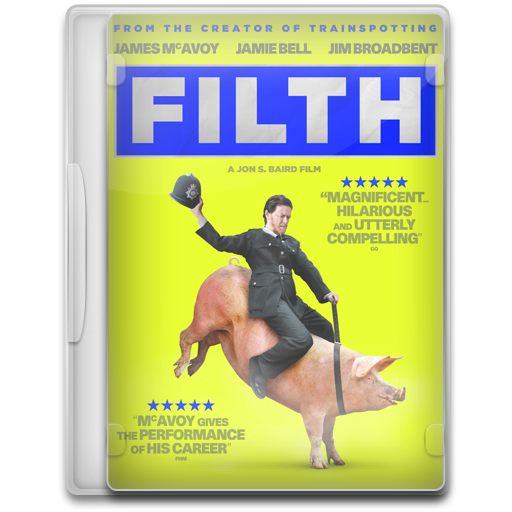 FROM THE CREATOR OF TRAINSPOTTING
JAMES McAVOY JAMIE BELL JIM BROADBENT
FILTH
A JON S. BAIRD FILM
★★★★★
"MAGNIFICENT...
HILARIOUS
AND UTTERLY
COMPELLING"
GQ
★★★★★
"McAVOY GIVES
THE PERFORMANCE
OF HIS CAREER"